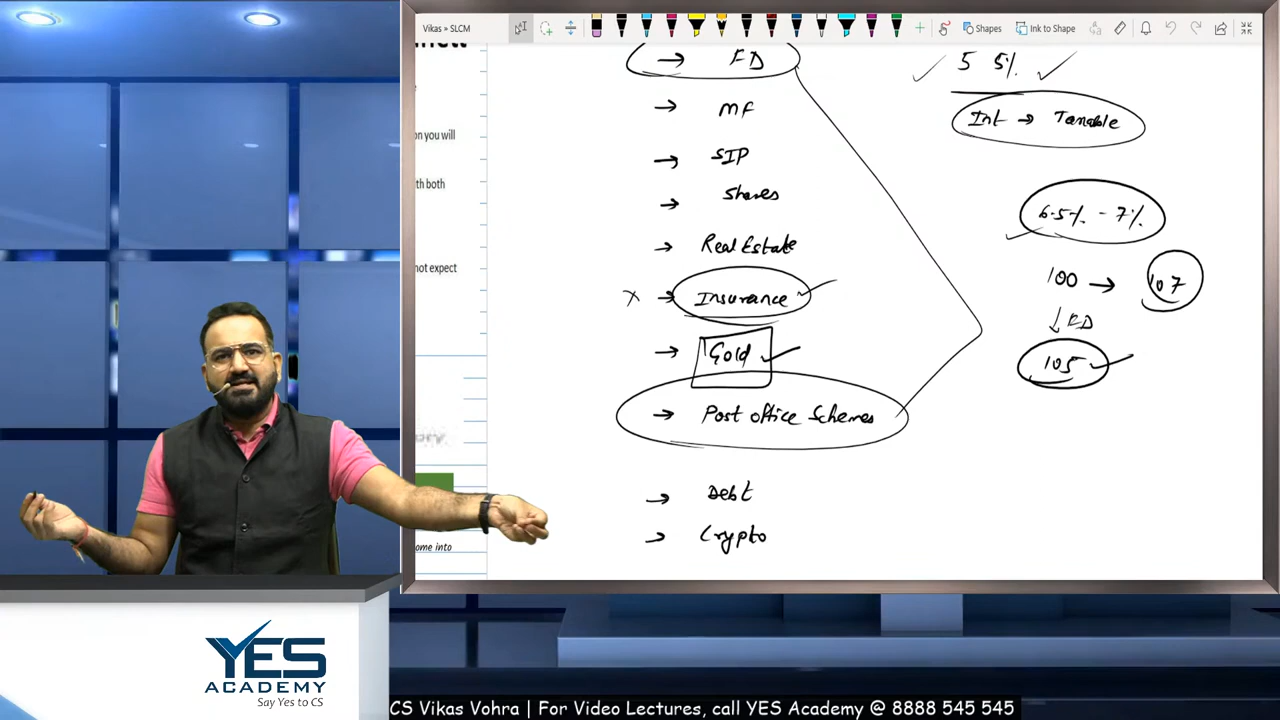 Vikas > SLCM
Shapes
Ink to Shape
on you will
th both
not expect
ome into
→ FD
→ MF
→ SIP
→ Shares
→ Real Estate
x → Insurance
→ Gold
→ Post office Schemes
→ Debt
→ Crypto
5 5%
Int → Taxable
6.5% - 7%
100 → 107
↓ FD
105
YES
ACADEMY
Say Yes to CS
CS Vikas Vohra | For Video Lectures, call YES Academy @ 8888 545 545